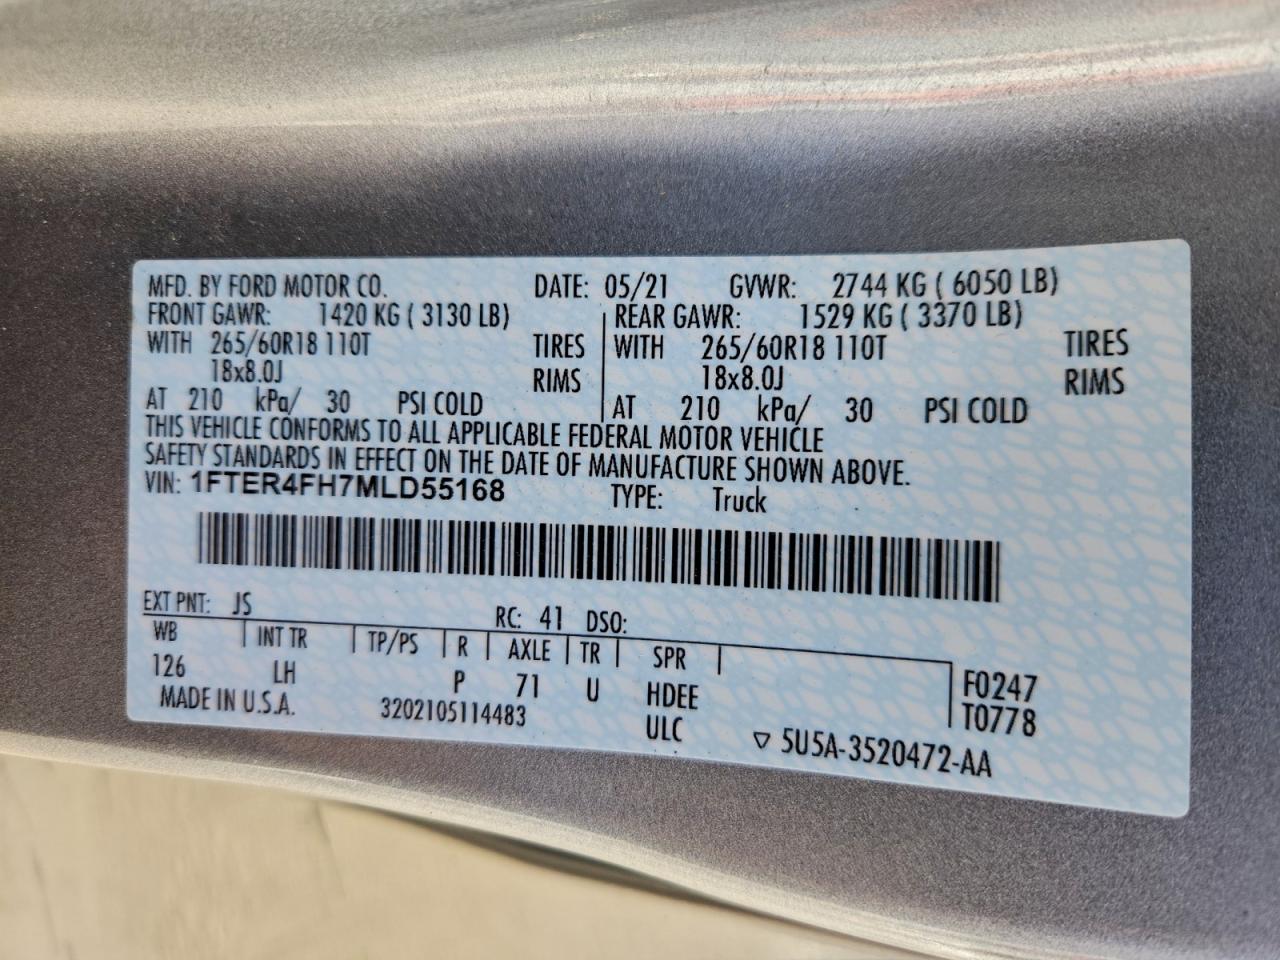 MFD. BY FORD MOTOR CO. DATE: 05/21 GVWR: 2744 KG ( 6050 LB)
FRONT GAWR: 1420 KG ( 3130 LB) REAR GAWR: 1529 KG ( 3370 LB)
WITH 265/60R18 110T TIRES WITH 265/60R18 110T TIRES
18x8.0J RIMS 18x8.0J RIMS
AT 210 kPa/ 30 PSI COLD AT 210 kPa/ 30 PSI COLD
THIS VEHICLE CONFORMS TO ALL APPLICABLE FEDERAL MOTOR VEHICLE
SAFETY STANDARDS IN EFFECT ON THE DATE OF MANUFACTURE SHOWN ABOVE.
VIN: 1FTER4FH7MLD55168 TYPE: Truck
EXT PNT: JS RC: 41 DSO:
WB INT TR TP/PS R AXLE TR SPR
126 LH P 71 U HDEE F0247
ULC T0778
MADE IN U.S.A. 3202105114483 ▽ 5U5A-3520472-AA